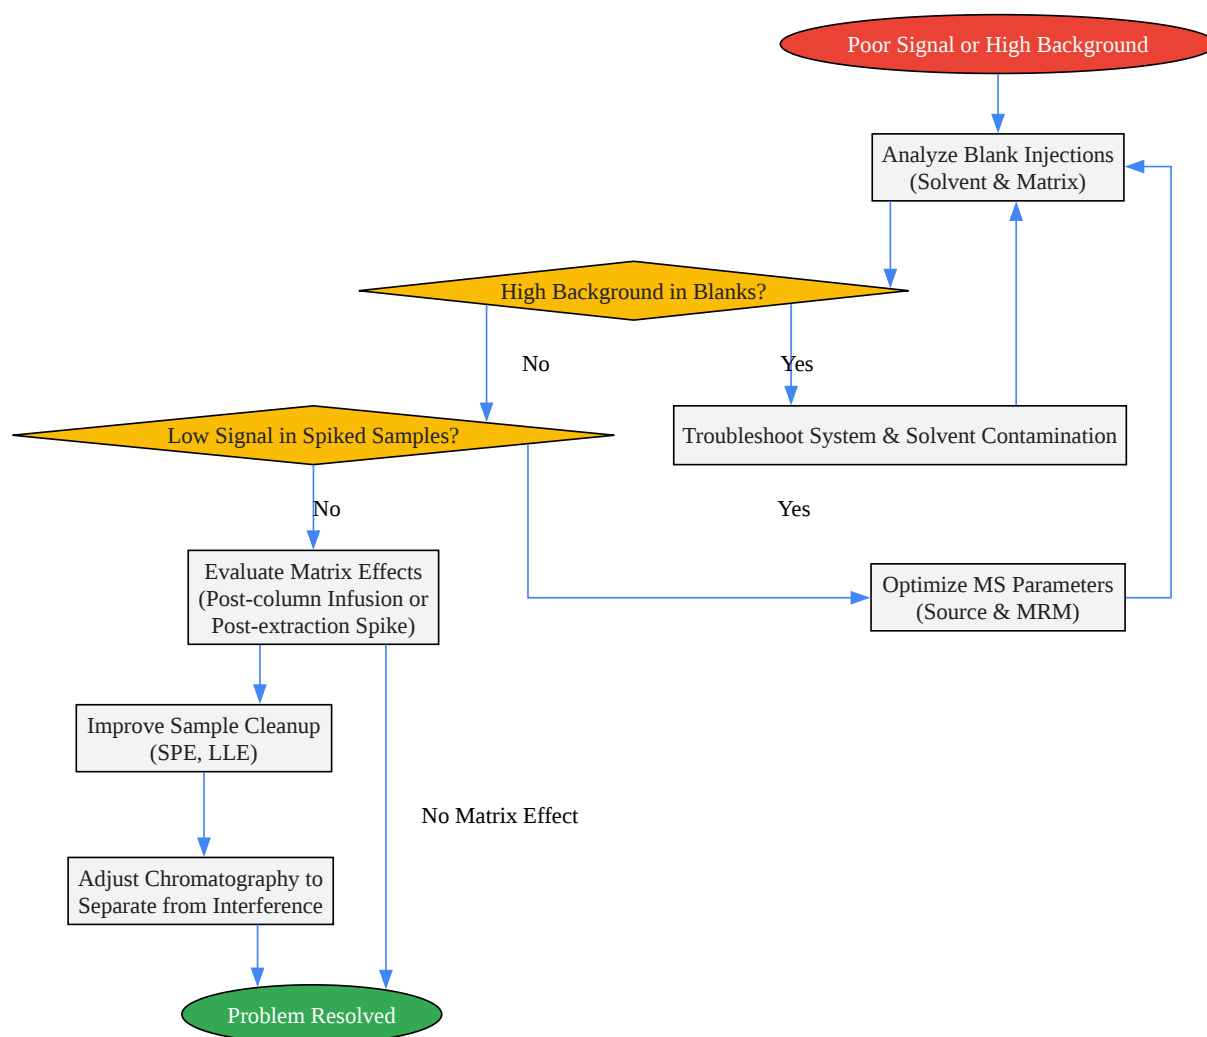 Poor Signal or High Background
Analyze Blank Injections
(Solvent & Matrix)
High Background in Blanks?
No
Yes
Low Signal in Spiked Samples?
Troubleshoot System & Solvent Contamination
No
Yes
Evaluate Matrix Effects
(Post-column Infusion or
Post-extraction Spike)
Optimize MS Parameters
(Source & MRM)
Improve Sample Cleanup
(SPE, LLE)
No Matrix Effect
Adjust Chromatography to
Separate from Interference
Problem Resolved